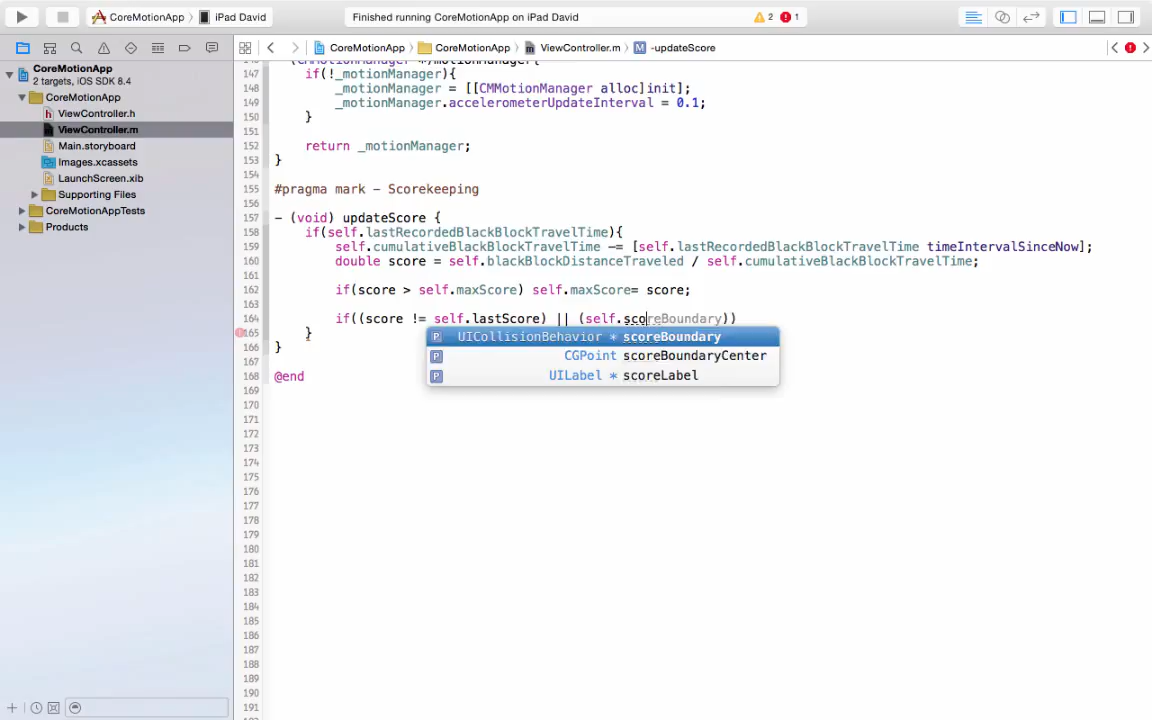 CoreMotionApp
iPad David
Finished running CoreMotionApp on iPad David
2
1
CoreMotionApp
CoreMotionApp
ViewController.m
M
-updateScore
CoreMotionApp
2 targets, iOS SDK 8.4
CoreMotionApp
h ViewController.h
m ViewController.m
Main.storyboard
Images.xcassets
LaunchScreen.xib
Supporting Files
CoreMotionAppTests
Products
- (CMMotionManager *)motionManager{
147 if(!_motionManager){
148 _motionManager = [[CMMotionManager alloc]init];
149 _motionManager.accelerometerUpdateInterval = 0.1;
150 }
151
152 return _motionManager;
153 }
154
155 #pragma mark - Scorekeeping
156
157 - (void) updateScore {
158 if(self.lastRecordedBlackBlockTravelTime){
159 self.cumulativeBlackBlockTravelTime -= [self.lastRecordedBlackBlockTravelTime timeIntervalSinceNow];
160 double score = self.blackBlockDistanceTraveled / self.cumulativeBlackBlockTravelTime;
161
162 if(score > self.maxScore) self.maxScore= score;
163
164 if((score != self.lastScore) || (self.scoreBoundary))
165 }
166 }
167
168 @end
169
170
171
172
173
174
175
176
177
178
179
180
181
182
183
184
185
186
187
188
189
190
191
P UICollisionBehavior * scoreBoundary
P CGPoint scoreBoundaryCenter
P UILabel * scoreLabel